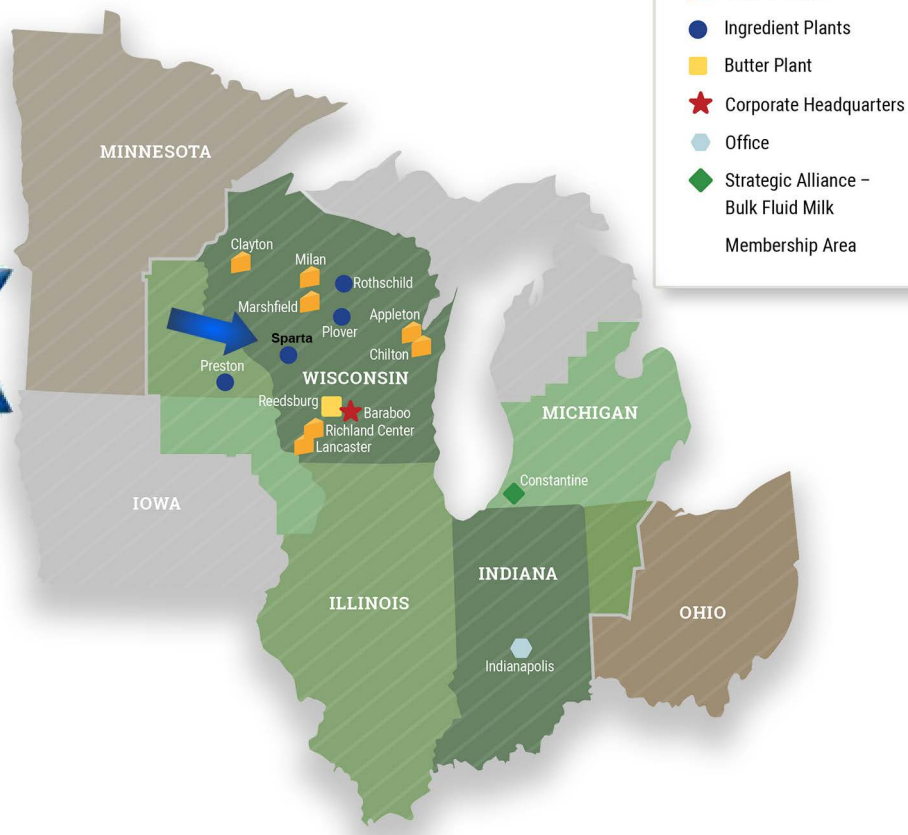 Ingredient Plants
Butter Plant
Corporate Headquarters
Office
Strategic Alliance –
Bulk Fluid Milk
Membership Area
MINNESOTA
Clayton
Milan
Rothschild
Marshfield
Appleton
Plover
Sparta
Chilton
Preston
WISCONSIN
Reedsburg
Baraboo
MICHIGAN
Richland Center
Lancaster
Constantine
IOWA
INDIANA
ILLINOIS
OHIO
Indianapolis